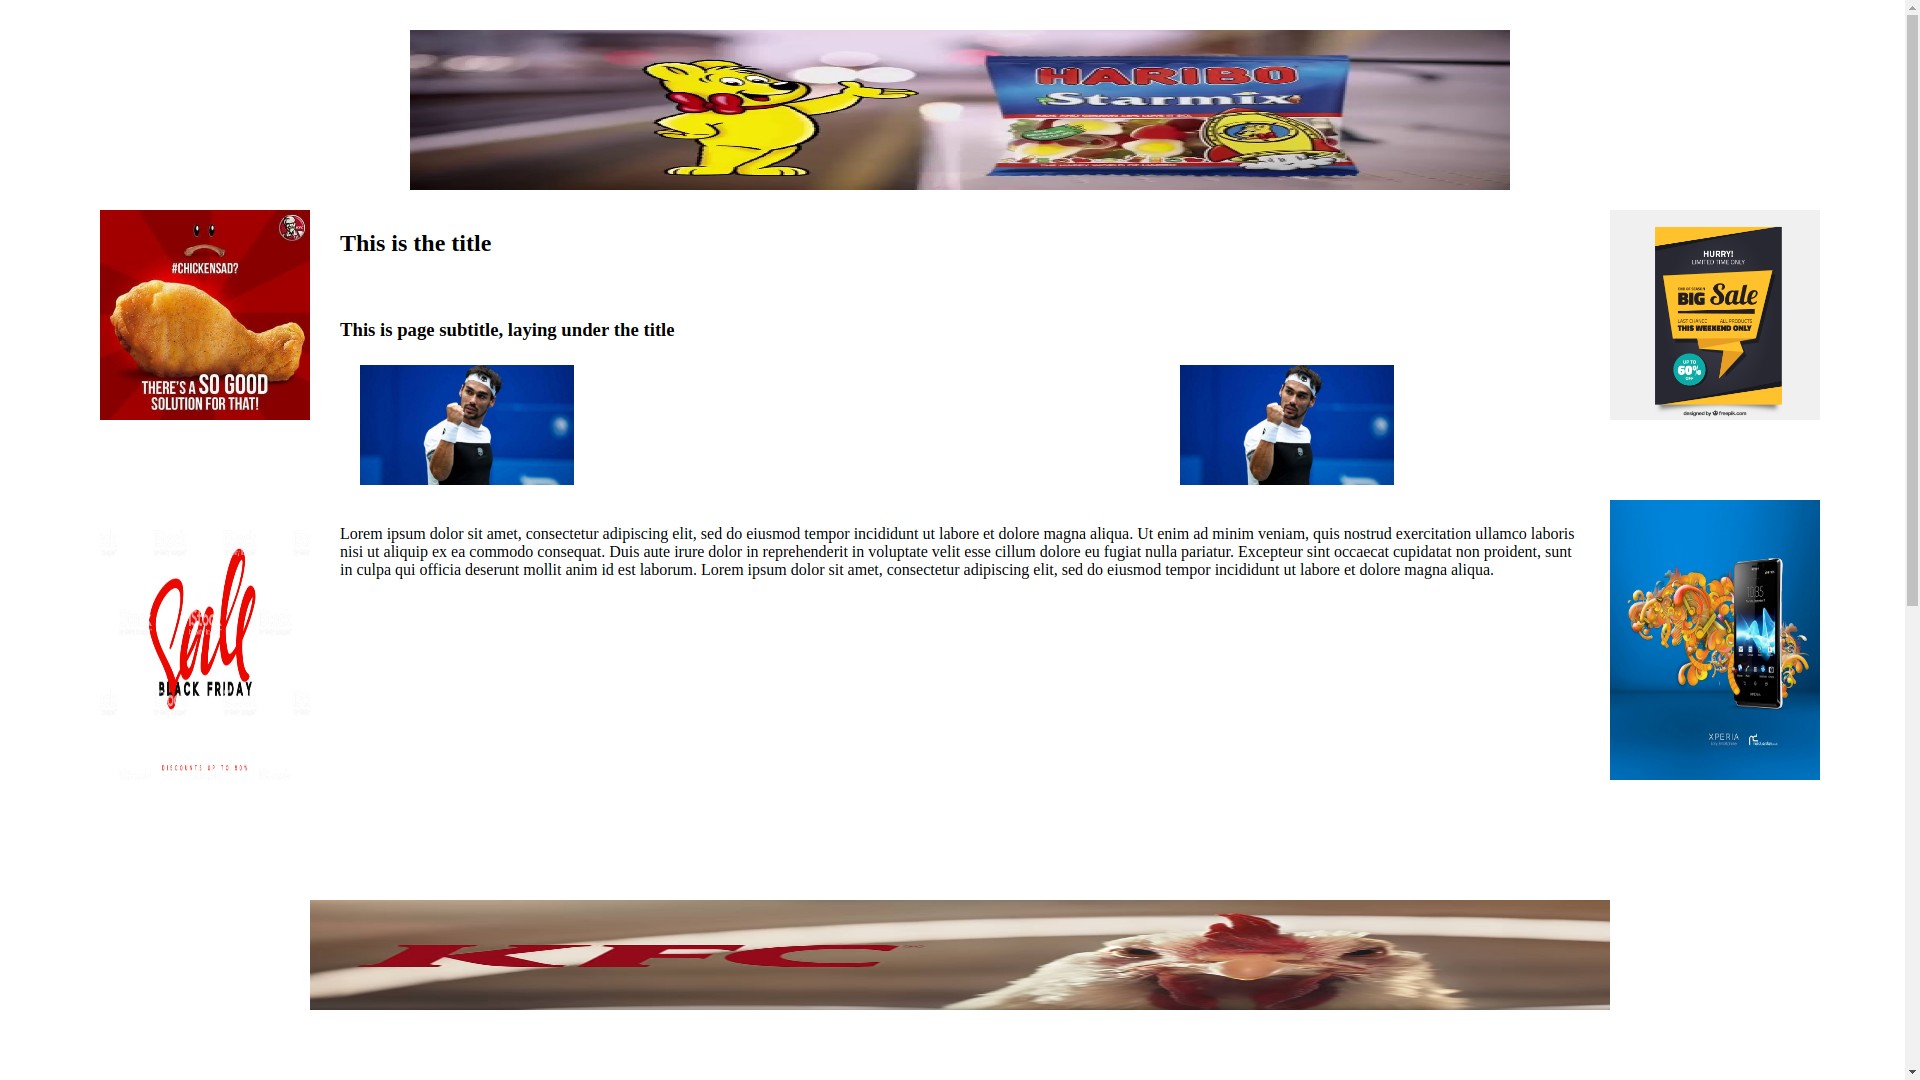 HARIBO
Starmix
#CHICKENSAD?
THERE'S A SO GOOD
SOLUTION FOR THAT!
This is the title
This is page subtitle, laying under the title
HURRY!
LIMITED TIME ONLY
END OF SEASON
BIG Sale
LAST CHANCE ALL PRODUCTS
THIS WEEKEND ONLY
UP TO
60%
OFF
designed by freepik.com
Lorem ipsum dolor sit amet, consectetur adipiscing elit, sed do eiusmod tempor incididunt ut labore et dolore magna aliqua. Ut enim ad minim veniam, quis nostrud exercitation ullamco laboris
nisi ut aliquip ex ea commodo consequat. Duis aute irure dolor in reprehenderit in voluptate velit esse cillum dolore eu fugiat nulla pariatur. Excepteur sint occaecat cupidatat non proident, sunt
in culpa qui officia deserunt mollit anim id est laborum. Lorem ipsum dolor sit amet, consectetur adipiscing elit, sed do eiusmod tempor incididunt ut labore et dolore magna aliqua.
Sale
BLACK FRIDAY
DISCOUNTS UP TO 80%
10:35
XPERIA
KFC